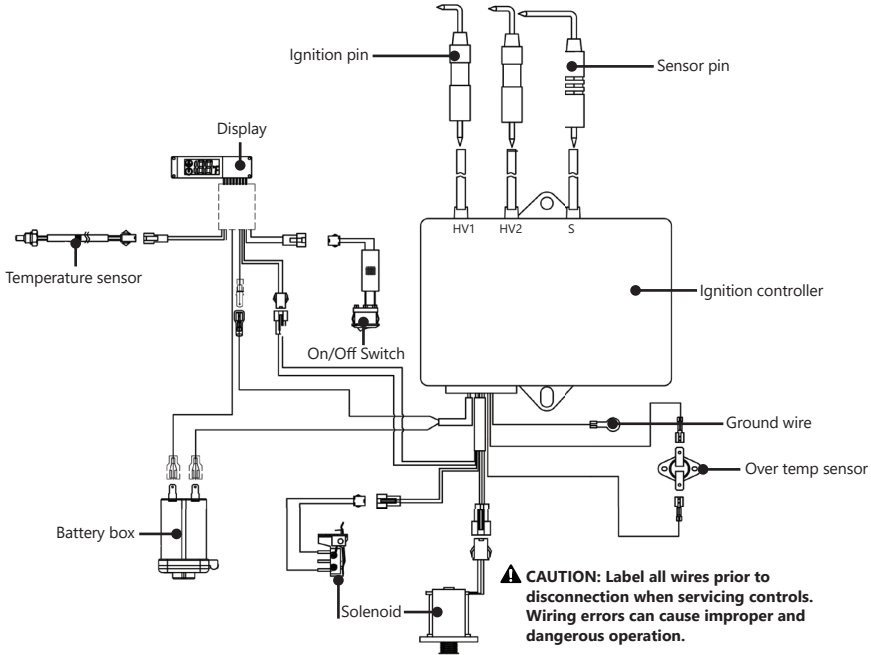 Ignition pin
Sensor pin
Display
HV1 HV2 S
Temperature sensor
Ignition controller
On/Off Switch
Ground wire
Over temp sensor
Battery box
Solenoid
CAUTION: Label all wires prior to
disconnection when servicing controls.
Wiring errors can cause improper and
dangerous operation.